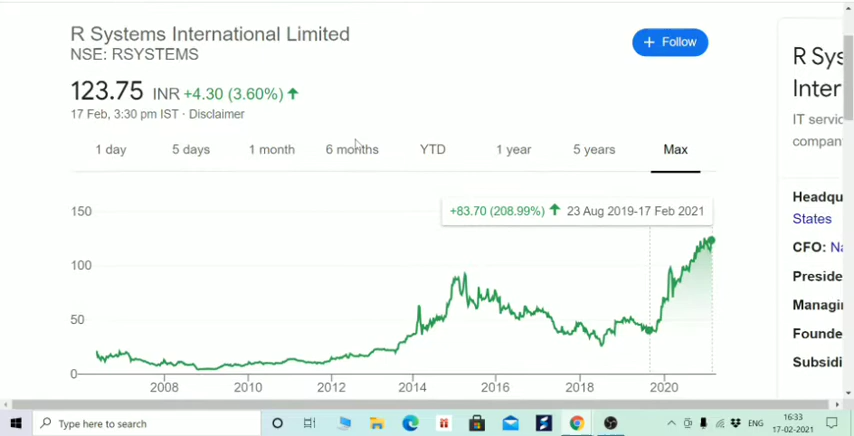 R Systems International Limited
NSE: RSYSTEMS
+ Follow
123.75 INR +4.30 (3.60%) ↑
17 Feb, 3:30 pm IST · Disclaimer
1 day 5 days 1 month 6 months YTD 1 year 5 years Max
+83.70 (208.99%) ↑ 23 Aug 2019-17 Feb 2021
150
100
50
0
2008 2010 2012 2014 2016 2018 2020
R Sys
Inter
IT servic
compan
Headqu
States
CFO: Na
Preside
Managi
Founde
Subsidi
Type here to search
ENG
16:33
17-02-2021